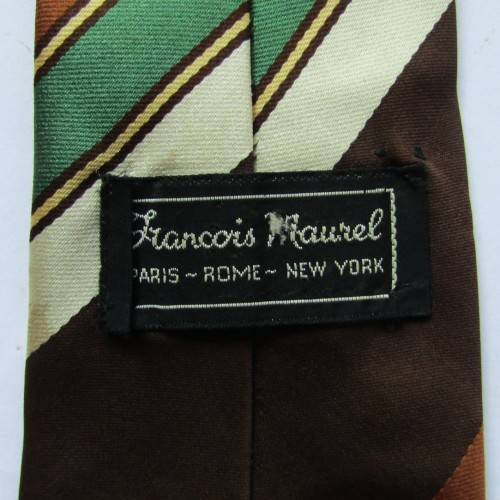 Francois Maurel
PARIS ~ ROME ~ NEW YORK